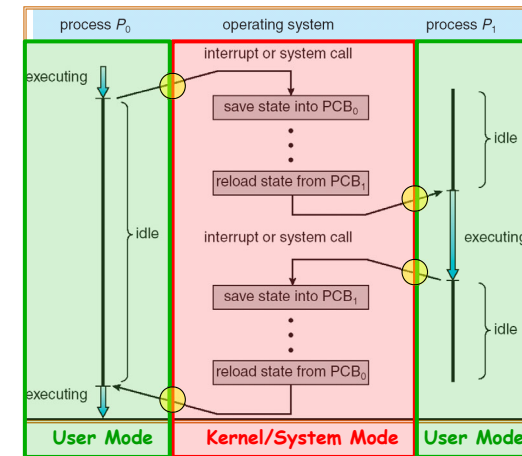 process P0 operating system process P1
interrupt or system call
executing
save state into PCB0
idle
reload state from PCB1
idle
interrupt or system call
executing
save state into PCB1
idle
reload state from PCB0
executing
User Mode Kernel/System Mode User Mode